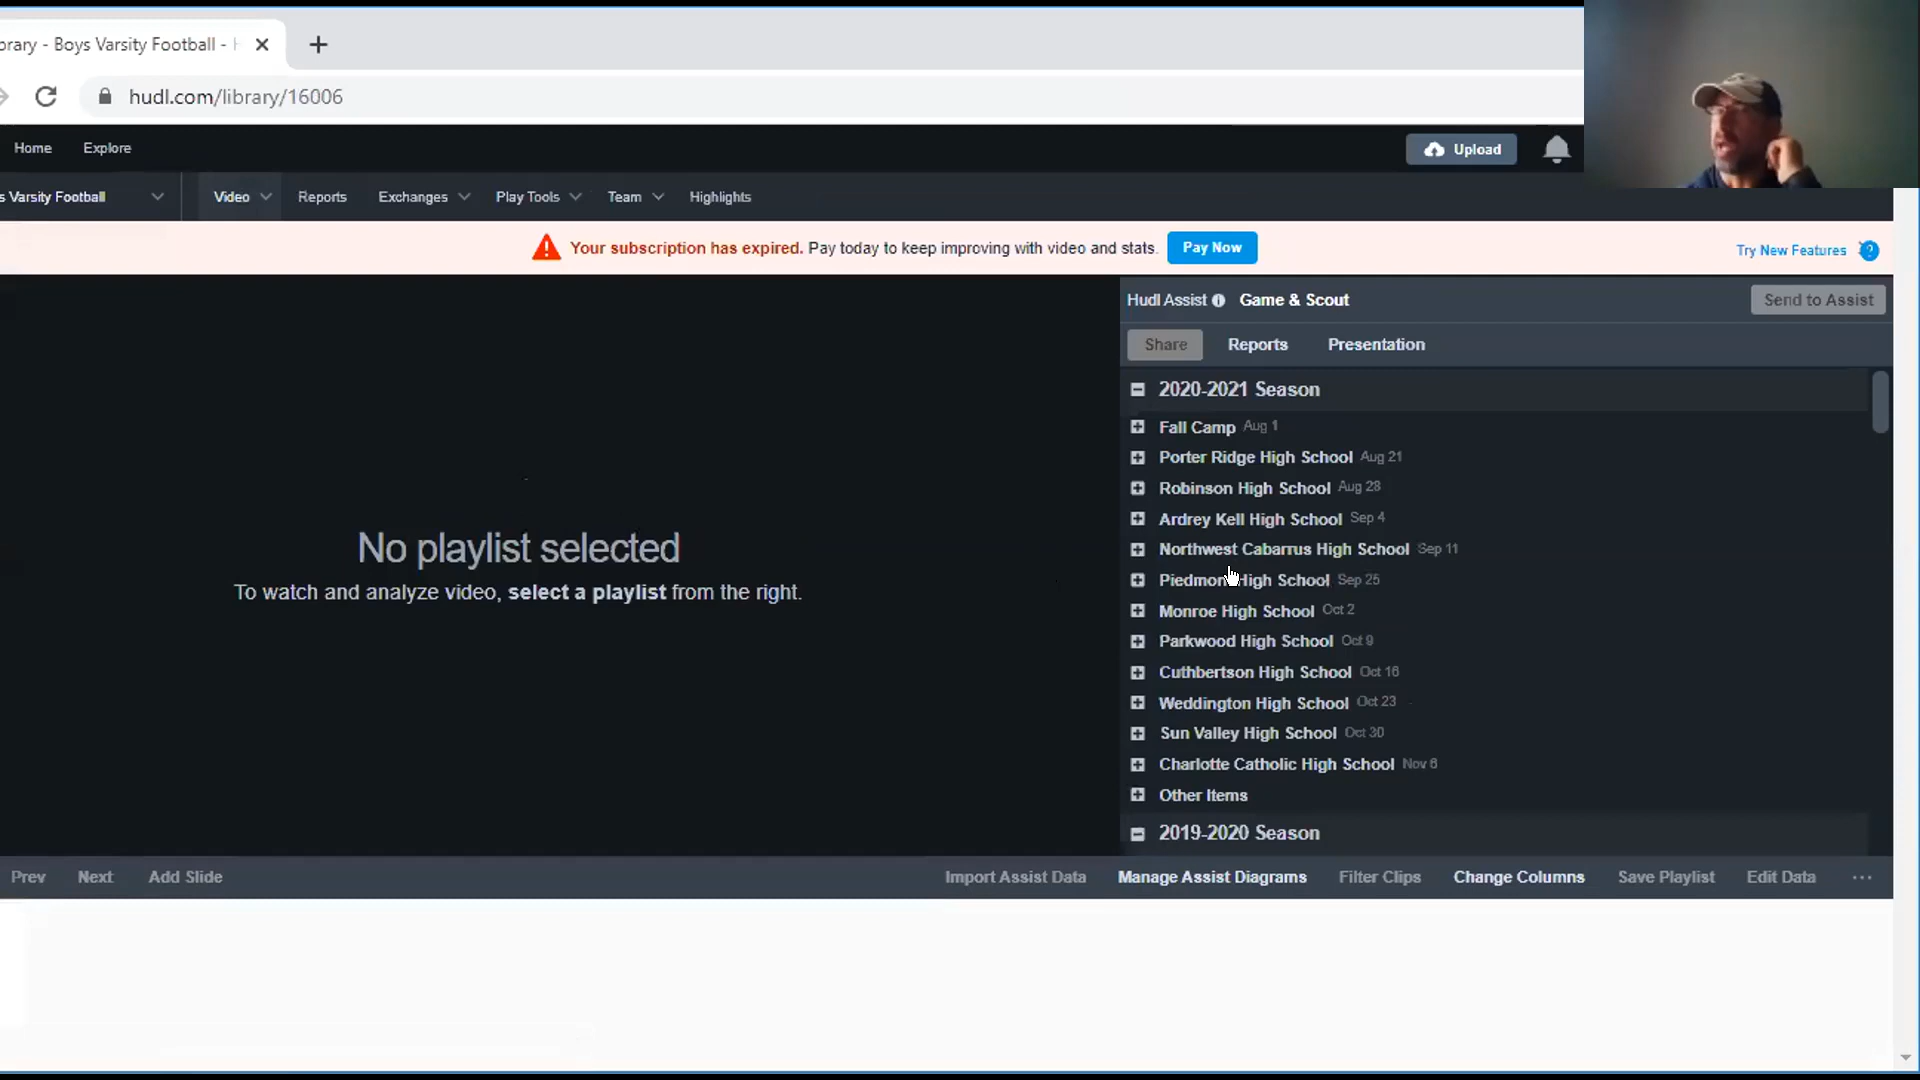 brary - Boys Varsity Football - H
hudl.com/library/16006
Home Explore Upload
s Varsity Football Video Reports Exchanges Play Tools Team Highlights
Your subscription has expired. Pay today to keep improving with video and stats. Pay Now Try New Features ?
Hudl Assist Game & Scout Send to Assist
Share Reports Presentation
2020-2021 Season
Fall Camp Aug 1
Porter Ridge High School Aug 21
Robinson High School Aug 28
Ardrey Kell High School Sep 4
Northwest Cabarrus High School Sep 11
Piedmon High School Sep 25
Monroe High School Oct 2
Parkwood High School Oct 9
Cuthbertson High School Oct 16
Weddington High School Oct 23
Sun Valley High School Oct 30
Charlotte Catholic High School Nov 6
Other Items
2019-2020 Season
No playlist selected
To watch and analyze video, select a playlist from the right.
Prev Next Add Slide Import Assist Data Manage Assist Diagrams Filter Clips Change Columns Save Playlist Edit Data ...